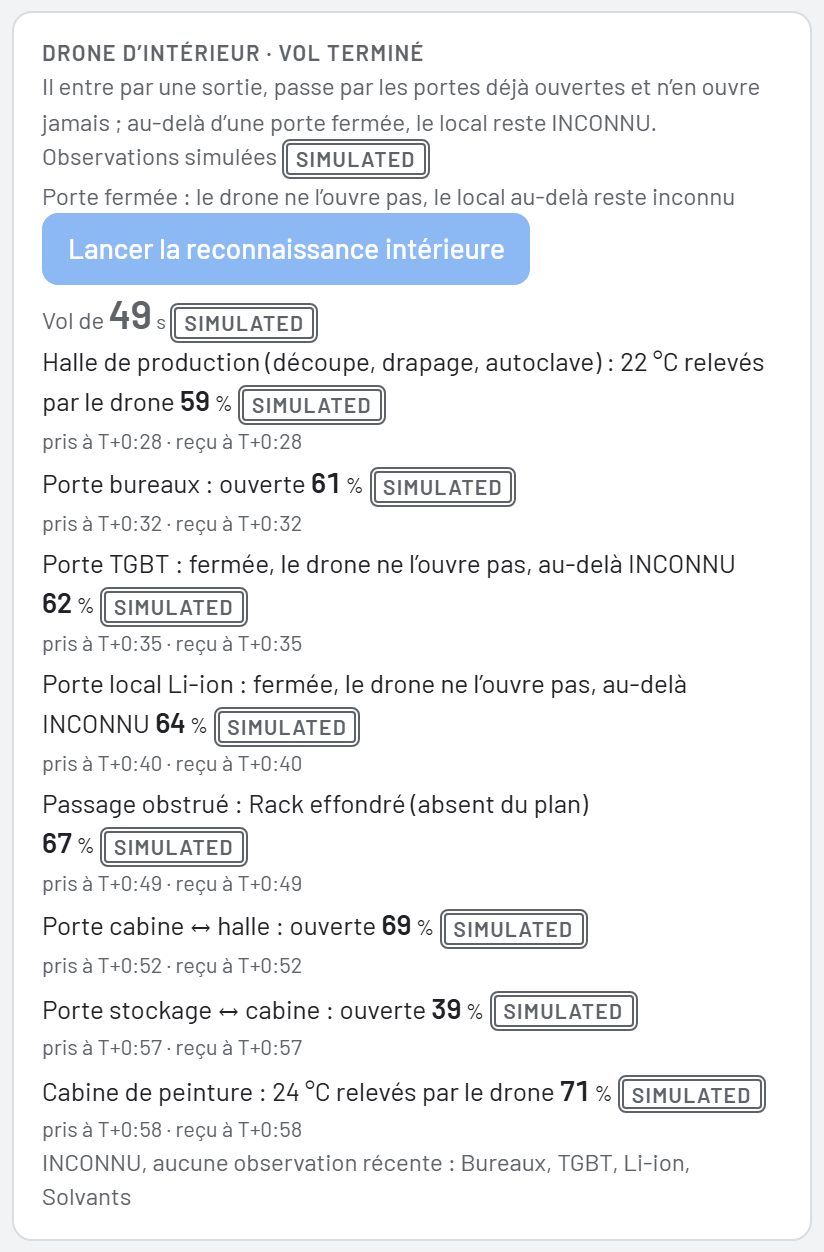 DRONE D’INTÉRIEUR · VOL TERMINÉ
Il entre par une sortie, passe par les portes déjà ouvertes et n’en ouvre
jamais ; au-delà d’une porte fermée, le local reste INCONNU.
Observations simulées SIMULATED
Porte fermée : le drone ne l’ouvre pas, le local au-delà reste inconnu
Lancer la reconnaissance intérieure
Vol de 49 s SIMULATED
Halle de production (découpe, drapage, autoclave) : 22 °C relevés
par le drone 59 % SIMULATED
pris à T+0:28 · reçu à T+0:28
Porte bureaux : ouverte 61 % SIMULATED
pris à T+0:32 · reçu à T+0:32
Porte TGBT : fermée, le drone ne l’ouvre pas, au-delà INCONNU
62 % SIMULATED
pris à T+0:35 · reçu à T+0:35
Porte local Li-ion : fermée, le drone ne l’ouvre pas, au-delà
INCONNU 64 % SIMULATED
pris à T+0:40 · reçu à T+0:40
Passage obstrué : Rack effondré (absent du plan)
67 % SIMULATED
pris à T+0:49 · reçu à T+0:49
Porte cabine ↔ halle : ouverte 69 % SIMULATED
pris à T+0:52 · reçu à T+0:52
Porte stockage ↔ cabine : ouverte 39 % SIMULATED
pris à T+0:57 · reçu à T+0:57
Cabine de peinture : 24 °C relevés par le drone 71 % SIMULATED
pris à T+0:58 · reçu à T+0:58
INCONNU, aucune observation récente : Bureaux, TGBT, Li-ion,
Solvants